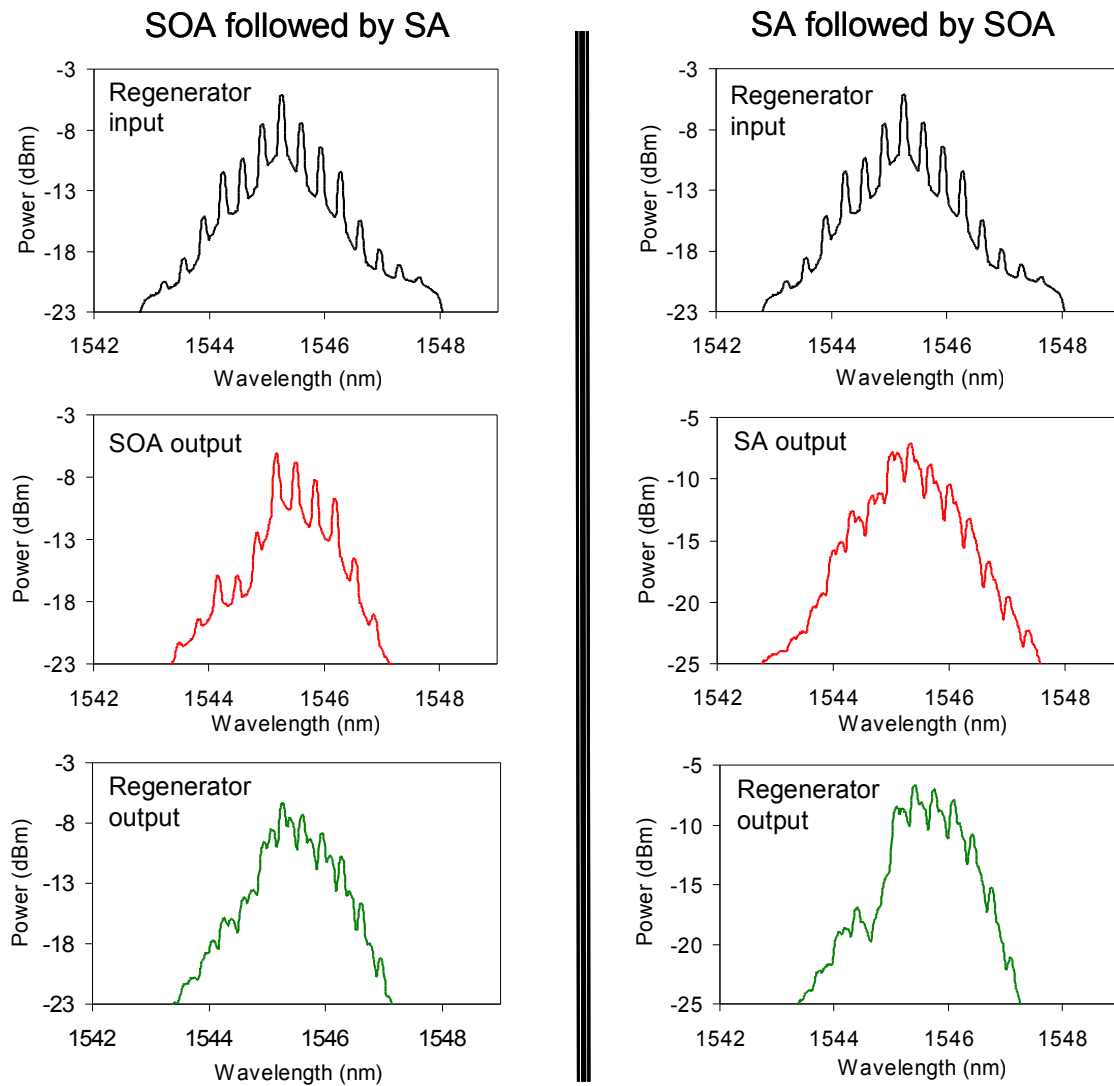 SOA followed by SA
SA followed by SOA
-3
-8
-13
-18
-23
Power (dBm)
Regenerator
input
1542
1544
1546
1548
Wavelength (nm)
-3
-8
-13
-18
-23
Power (dBm)
Regenerator
input
1542
1544
1546
1548
Wavelength (nm)
-3
-8
-13
-18
-23
Power (dBm)
SOA output
1542
1544
1546
1548
Wavelength (nm)
-5
-10
-15
-20
-25
Power (dBm)
SA output
1542
1544
1546
1548
Wavelength (nm)
-3
-8
-13
-18
-23
Power (dBm)
Regenerator
output
1542
1544
1546
1548
Wavelength (nm)
-5
-10
-15
-20
-25
Power (dBm)
Regenerator
output
1542
1544
1546
1548
Wavelength (nm)